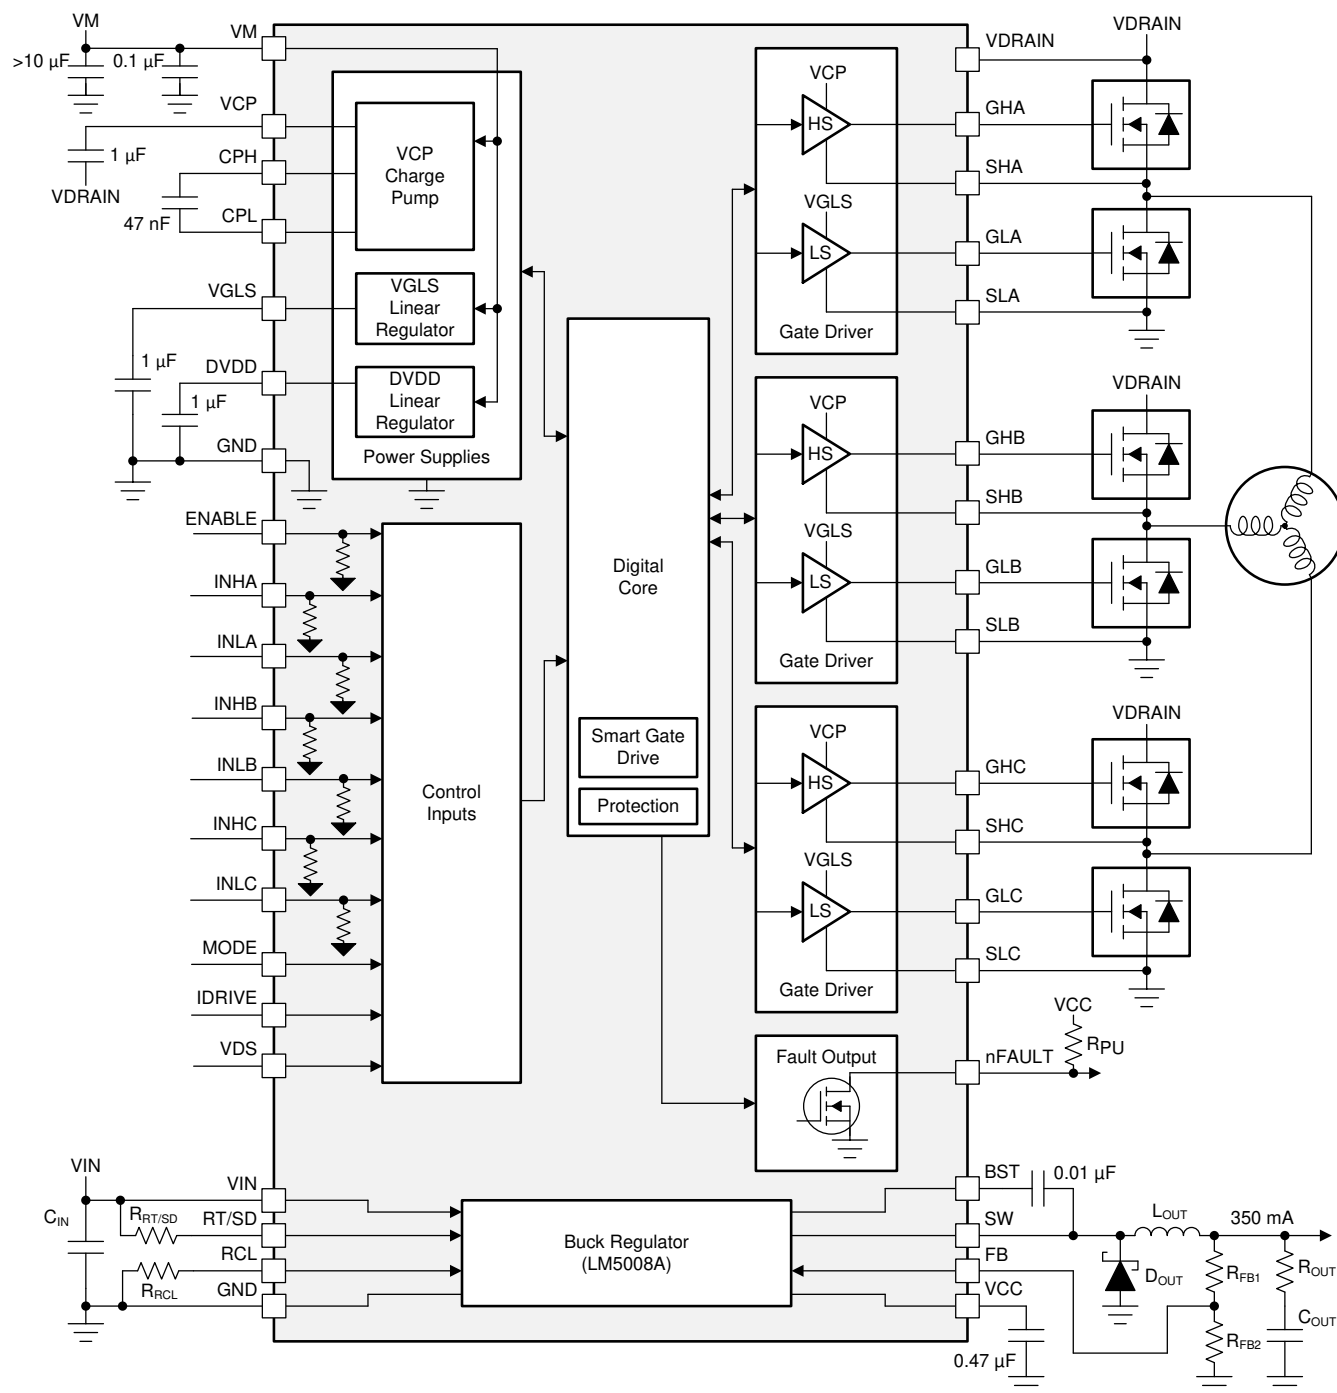 VM
>10 µF
0.1 µF
VM
VCP
1 µF
VDRAIN
CPH
47 nF
CPL
VGLS
1 µF
DVDD
1 µF
GND
VCP
Charge
Pump
VGLS
Linear
Regulator
DVDD
Linear
Regulator
Power Supplies
ENABLE
INHA
INLA
INHB
INLB
INHC
INLC
MODE
IDRIVE
VDS
Control
Inputs
Digital
Core
Smart Gate
Drive
Protection
VCP
HS
VGLS
LS
Gate Driver
VCP
HS
VGLS
LS
Gate Driver
VCP
HS
VGLS
LS
Gate Driver
Fault Output
VDRAIN
VDRAIN
GHA
SHA
GLA
SLA
VDRAIN
GHB
SHB
GLB
SLB
VDRAIN
GHC
SHC
GLC
SLC
VCC
RPU
nFAULT
VIN
CIN
RRT/SD
RRCL
VIN
RT/SD
RCL
GND
Buck Regulator
(LM5008A)
BST
0.01 µF
SW
FB
VCC
0.47 µF
LOUT
350 mA
DOUT
RFB1
RFB2
ROUT
COUT